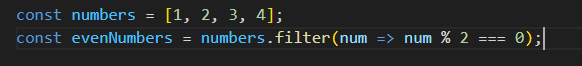 const numbers = [1, 2, 3, 4];
const evenNumbers = numbers.filter(num => num % 2 === 0);